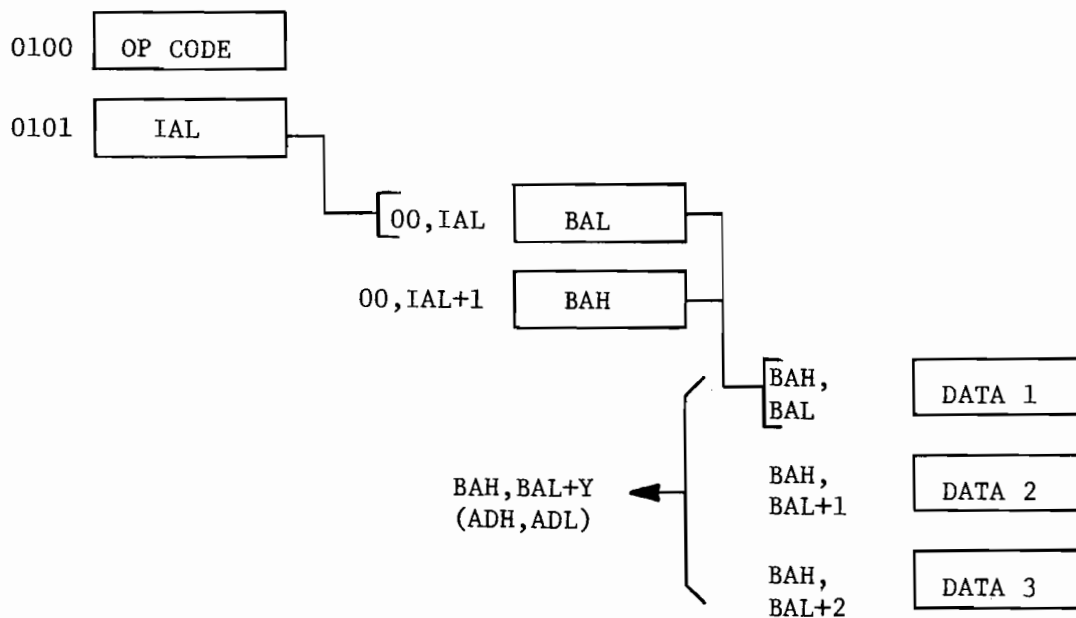 0100 OP CODE
0101 IAL
00,IAL BAL
00,IAL+1 BAH
BAH,
BAL
DATA 1
BAH,BAL+Y
(ADH,ADL)
BAH,
BAL+1
DATA 2
BAH,
BAL+2
DATA 3